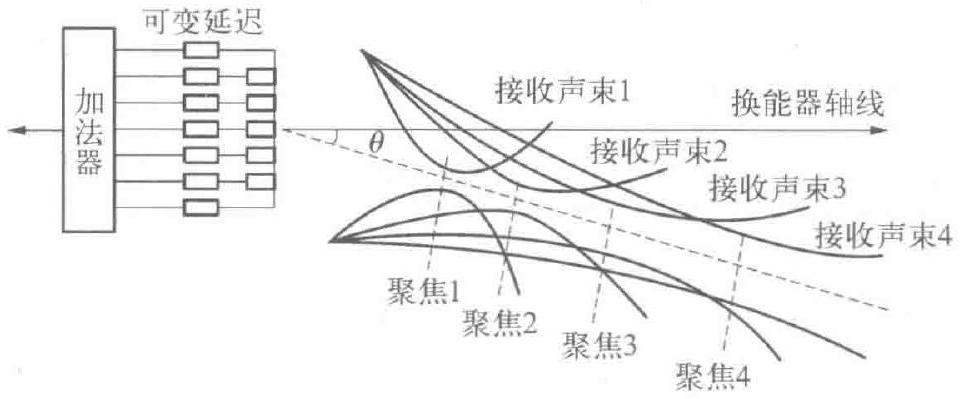 可变延迟
加法器
θ
接收声束1
换能器轴线
接收声束2
接收声束3
接收声束4
聚焦1
聚焦2
聚焦3
聚焦4